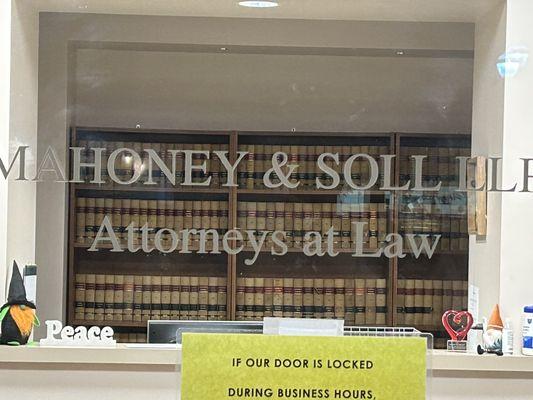 MAHONEY & SOLL LLP
Attorneys at Law
Peace
IF OUR DOOR IS LOCKED
DURING BUSINESS HOURS,